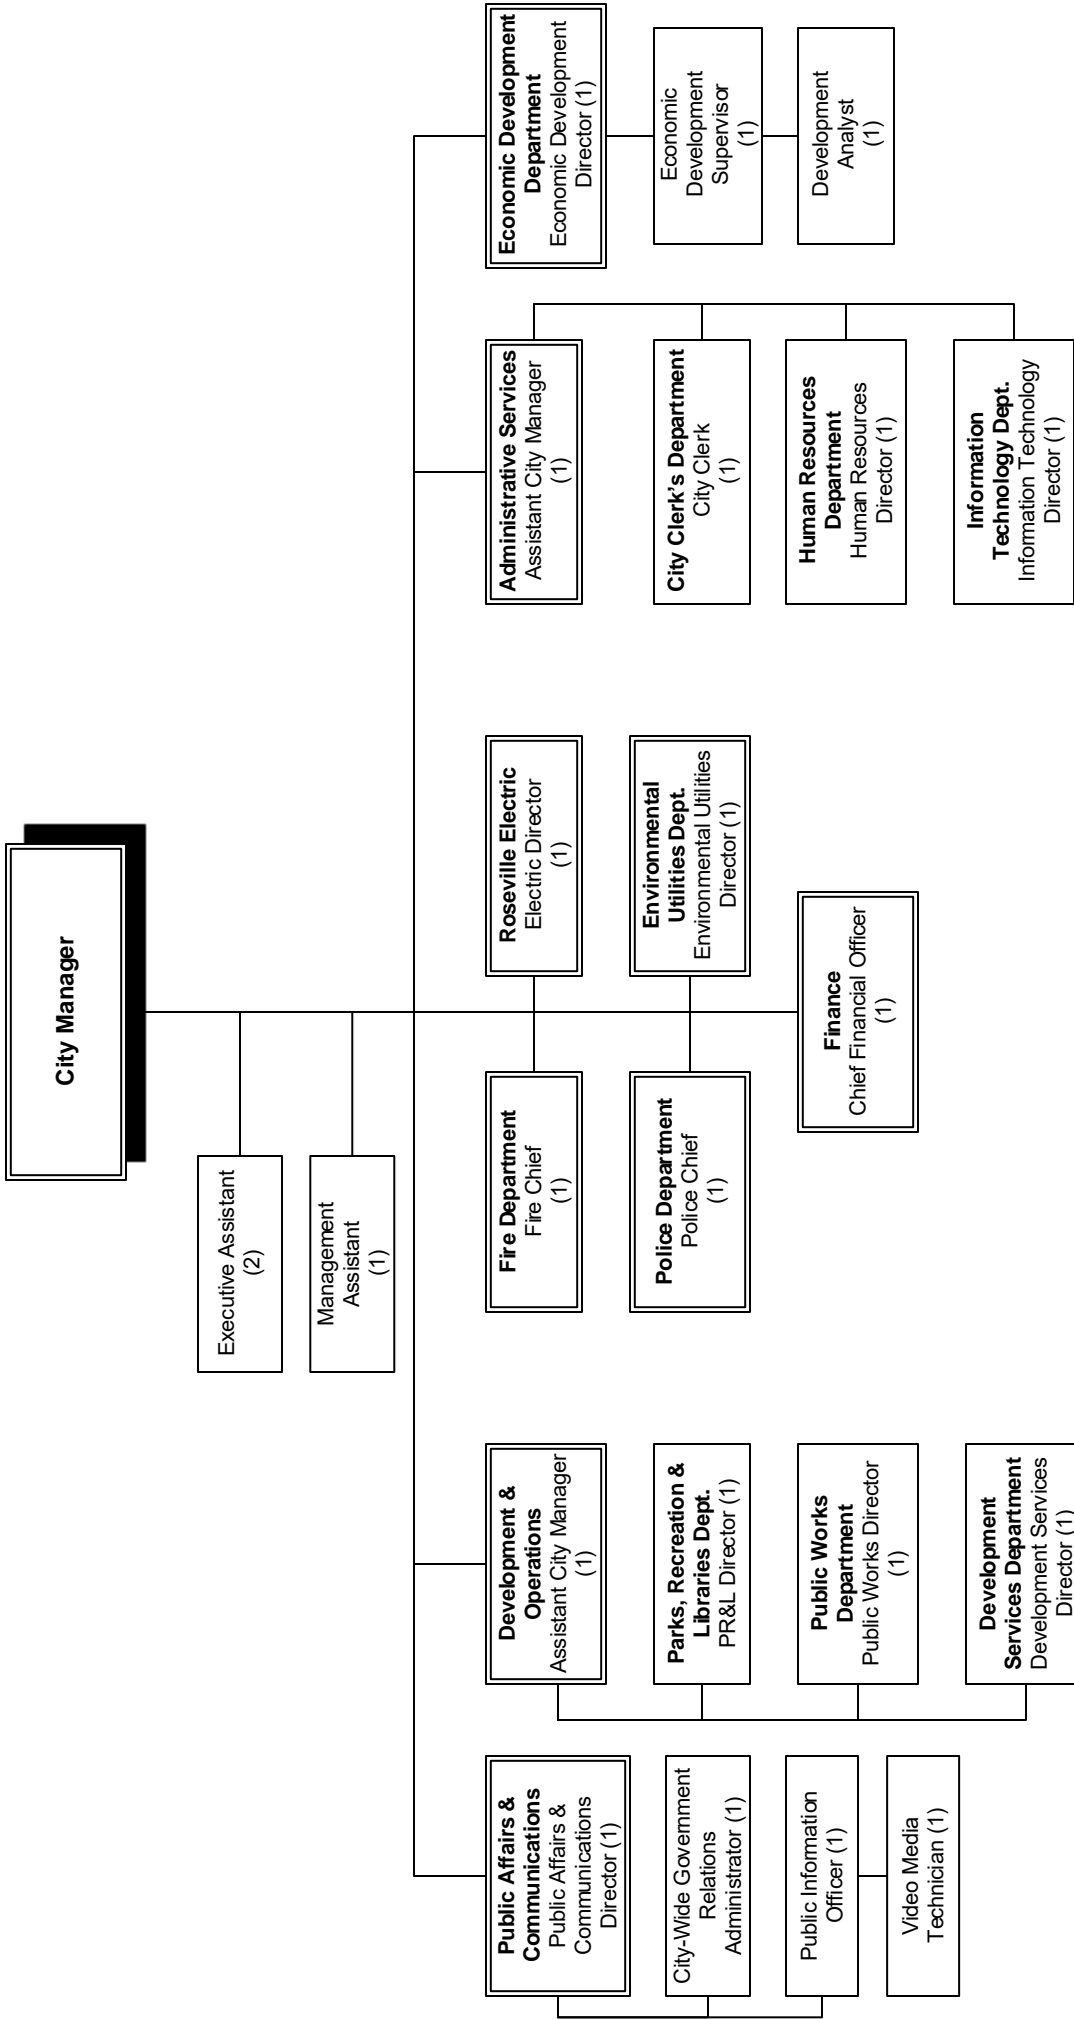 City Manager
Executive Assistant
(2)
Management
Assistant
(1)
Public Affairs &
Communications
Public Affairs &
Communications
Director (1)
City-Wide Government
Relations
Administrator (1)
Public Information
Officer (1)
Video Media
Technician (1)
Development &
Operations
Assistant City Manager
(1)
Parks, Recreation &
Libraries Dept.
PR&L Director (1)
Public Works
Department
Public Works Director
(1)
Development
Services Department
Development Services
Director (1)
Fire Department
Fire Chief
(1)
Police Department
Police Chief
(1)
Roseville Electric
Electric Director
(1)
Environmental
Utilities Dept.
Environmental Utilities
Director (1)
Finance
Chief Financial Officer
(1)
Administrative Services
Assistant City Manager
(1)
City Clerk's Department
City Clerk
(1)
Human Resources
Department
Human Resources
Director (1)
Information
Technology Dept.
Information Technology
Director (1)
Economic Development
Department
Economic Development
Director (1)
Economic
Development
Supervisor
(1)
Development
Analyst
(1)